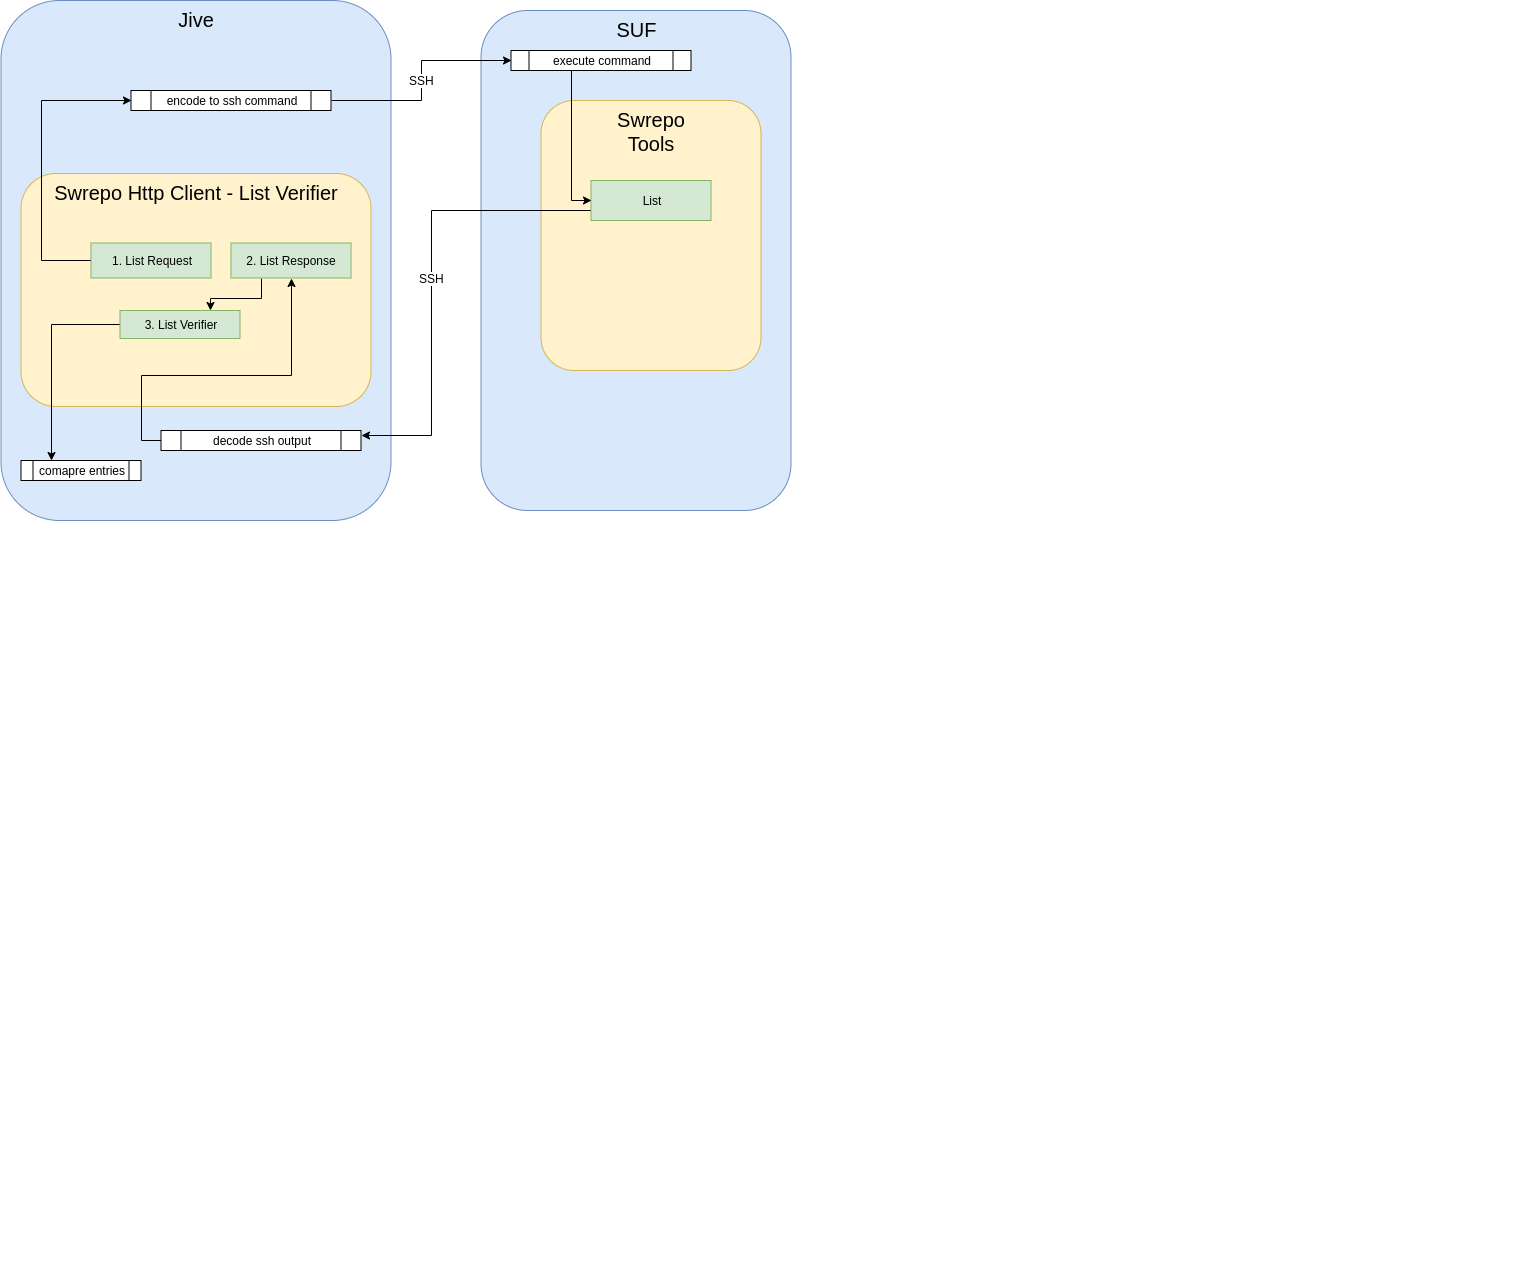 Jive
SUF
execute command
SSH
encode to ssh command
Swrepo
Tools
Swrepo Http Client - List Verifier
List
1. List Request
2. List Response
SSH
3. List Verifier
decode ssh output
comapre entries